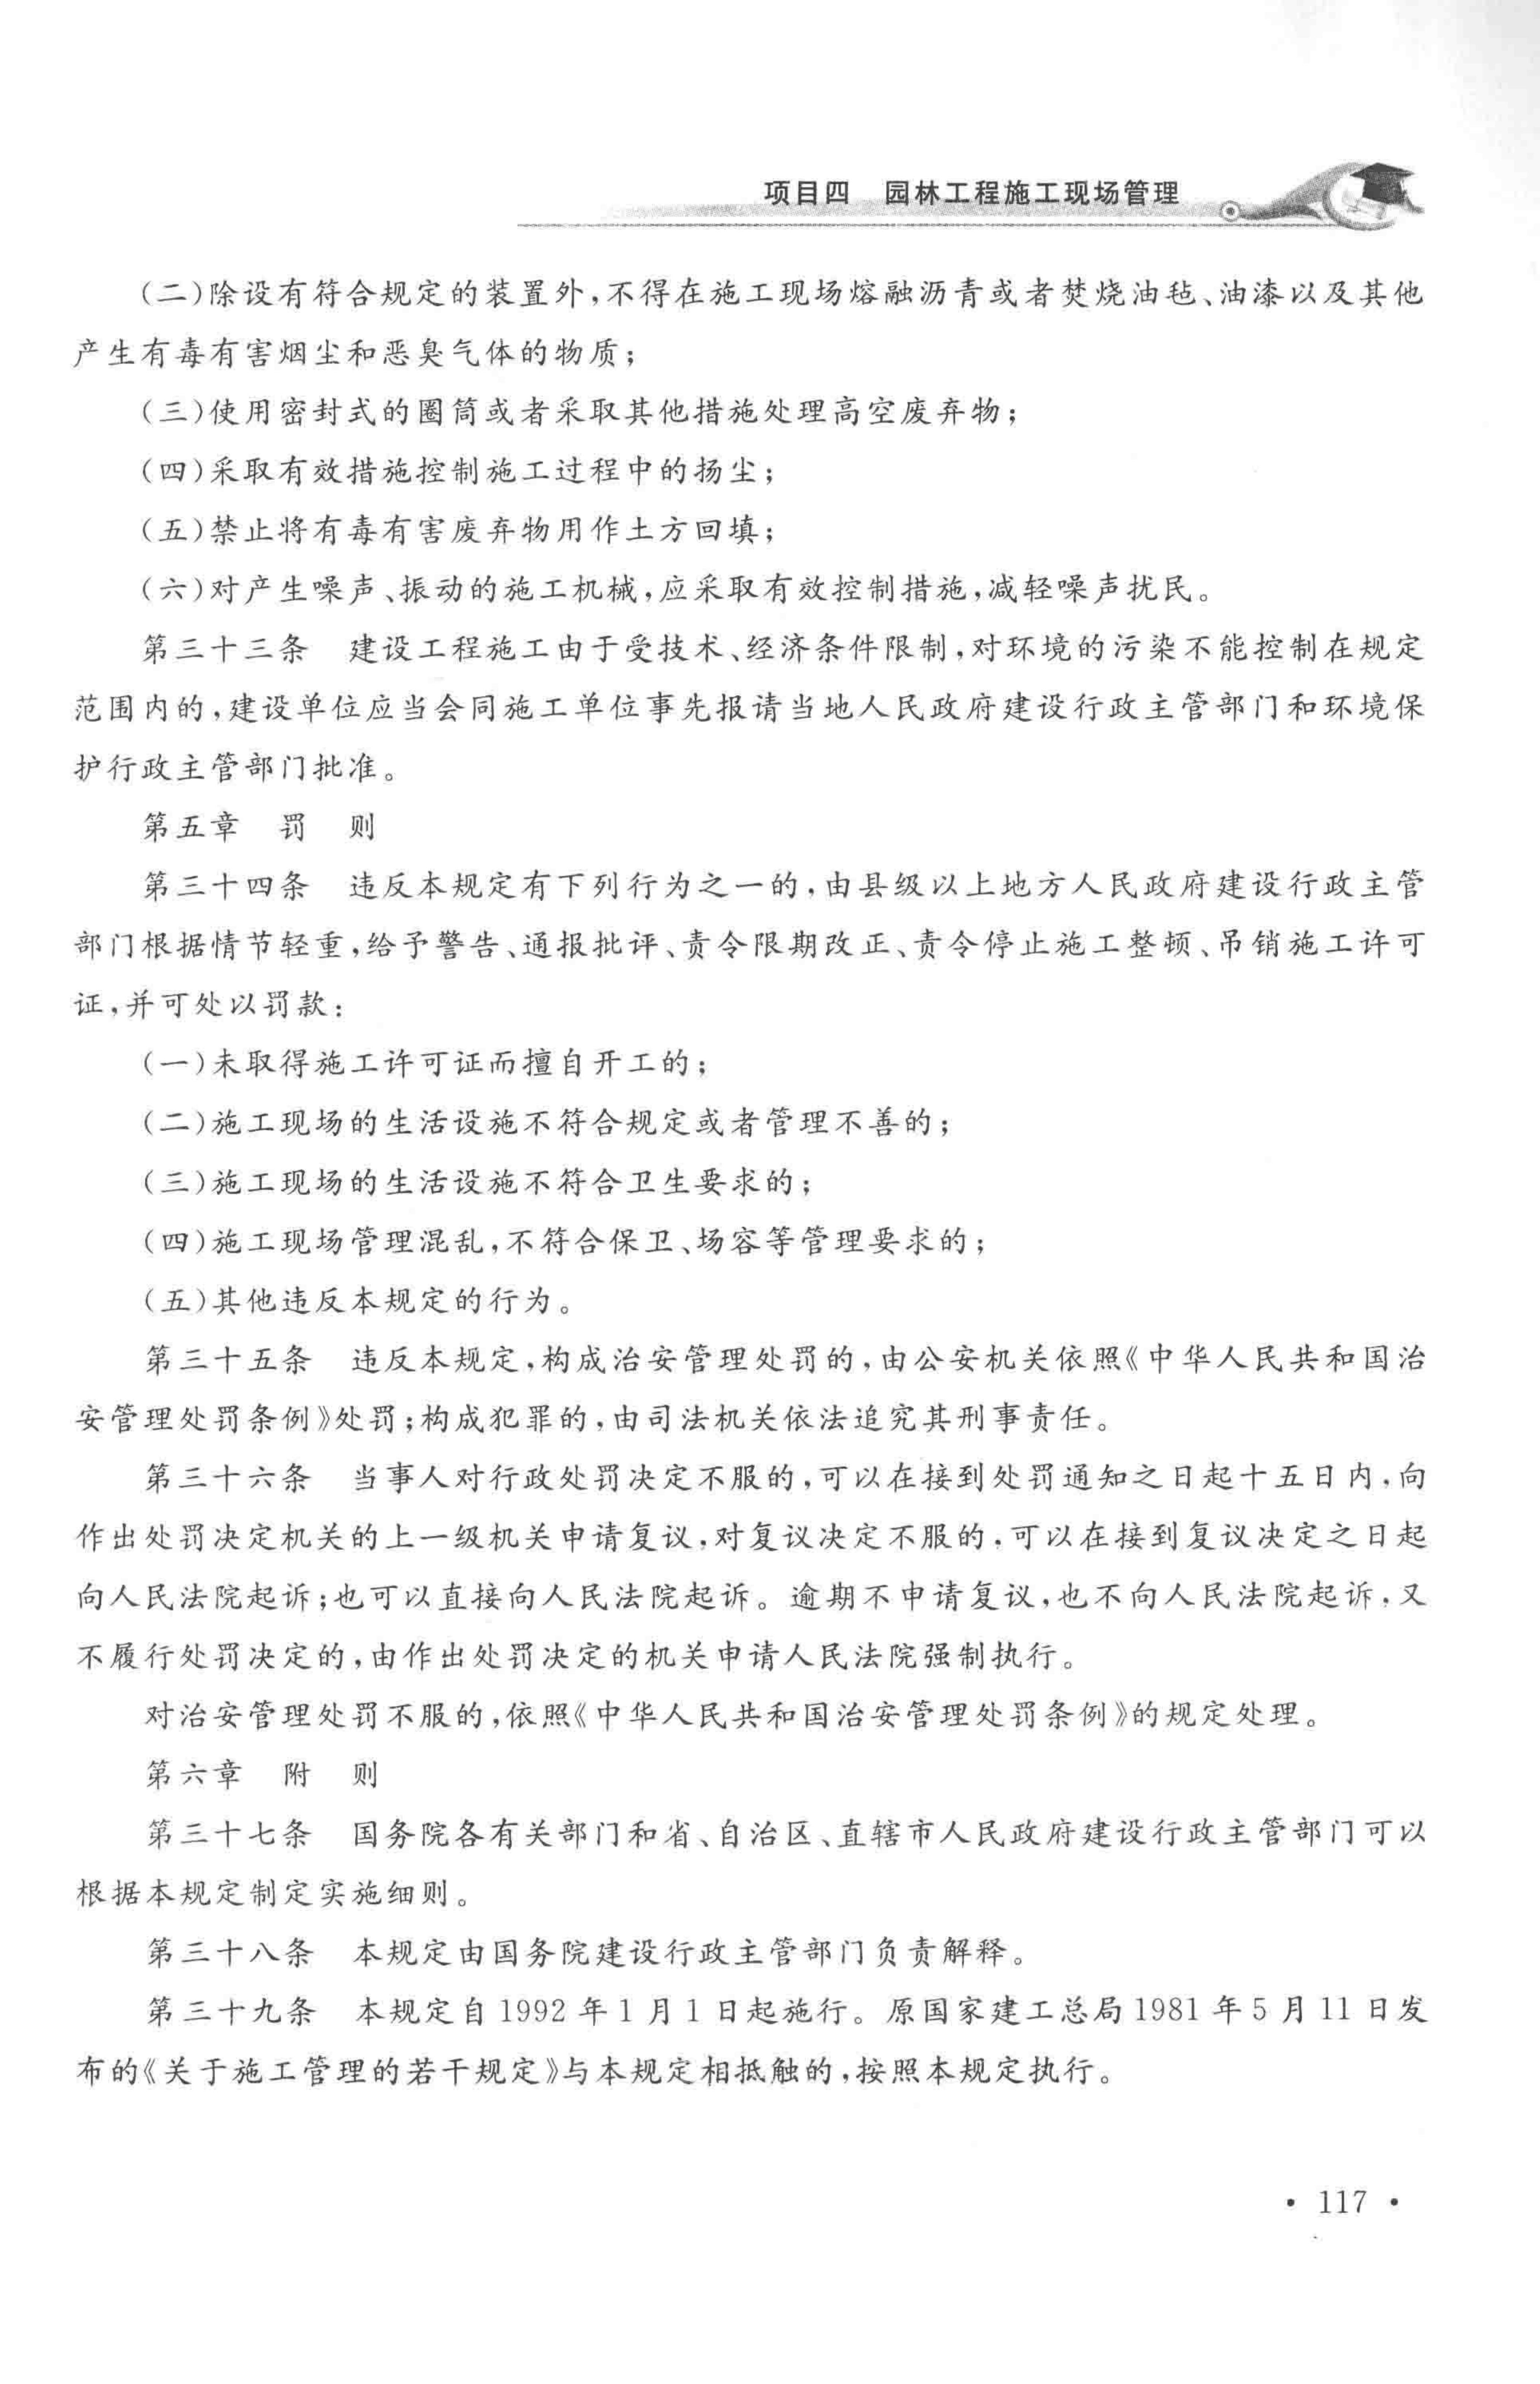 项目四　园林工程施工现场管理
(二)除设有符合规定的装置外,不得在施工现场熔融沥青或者焚烧油毡、油漆以及其他
产生有毒有害烟尘和恶臭气体的物质;
(三)使用密封式的圈筒或者采取其他措施处理高空废弃物;
(四)采取有效措施控制施工过程中的扬尘;
(五)禁止将有毒有害废弃物用作土方回填;
(六)对产生噪声、振动的施工机械,应采取有效控制措施,减轻噪声扰民。
第三十三条　建设工程施工由于受技术、经济条件限制,对环境的污染不能控制在规定
范围内的,建设单位应当会同施工单位事先报请当地人民政府建设行政主管部门和环境保
护行政主管部门批准。
第五章　罚　则
第三十四条　违反本规定有下列行为之一的,由县级以上地方人民政府建设行政主管
部门根据情节轻重,给予警告、通报批评、责令限期改正、责令停止施工整顿、吊销施工许可
证,并可处以罚款:
(一)未取得施工许可证而擅自开工的;
(二)施工现场的生活设施不符合规定或者管理不善的;
(三)施工现场的生活设施不符合卫生要求的;
(四)施工现场管理混乱,不符合保卫、场容等管理要求的;
(五)其他违反本规定的行为。
第三十五条　违反本规定,构成治安管理处罚的,由公安机关依照《中华人民共和国治
安管理处罚条例》处罚;构成犯罪的,由司法机关依法追究其刑事责任。
第三十六条　当事人对行政处罚决定不服的,可以在接到处罚通知之日起十五日内,向
作出处罚决定机关的上一级机关申请复议,对复议决定不服的,可以在接到复议决定之日起
向人民法院起诉;也可以直接向人民法院起诉。逾期不申请复议,也不向人民法院起诉,又
不履行处罚决定的,由作出处罚决定的机关申请人民法院强制执行。
对治安管理处罚不服的,依照《中华人民共和国治安管理处罚条例》的规定处理。
第六章　附　则
第三十七条　国务院各有关部门和省、自治区、直辖市人民政府建设行政主管部门可以
根据本规定制定实施细则。
第三十八条　本规定由国务院建设行政主管部门负责解释。
第三十九条　本规定自 1992 年 1 月 1 日起施行。原国家建工总局 1981 年 5 月 11 日发
布的《关于施工管理的若干规定》与本规定相抵触的,按照本规定执行。
• 117 •